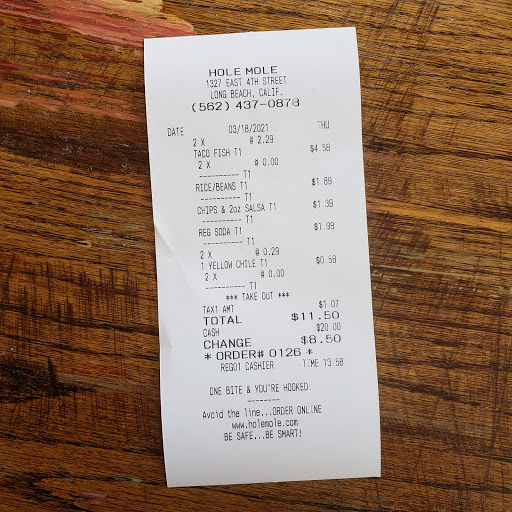 HOLE MOLE
1327 EAST 4TH STREET
LONG BEACH, CALIF.
(562) 437-0878
DATE 03/18/2021 THU
2 X @ 2.29
TACO FISH T1 $4.58
2 X @ 0.00
---------- T1
RICE/BEANS T1 $1.89
---------- T1
CHIPS & 2oz SALSA T1 $1.39
---------- T1
REG SODA T1 $1.99
---------- T1
2 X @ 0.29
1 YELLOW CHILE T1 $0.58
2 X @ 0.00
---------- T1
*** TAKE OUT ***
TAX1 AMT $1.07
TOTAL $11.50
CASH $20.00
CHANGE $8.50
* ORDER# 0126 *
REG01 CASHIER TIME 13:58
ONE BITE & YOU'RE HOOKED!
--------
Avoid the line...ORDER ONLINE
www.holemole.com
BE SAFE...BE SMART!